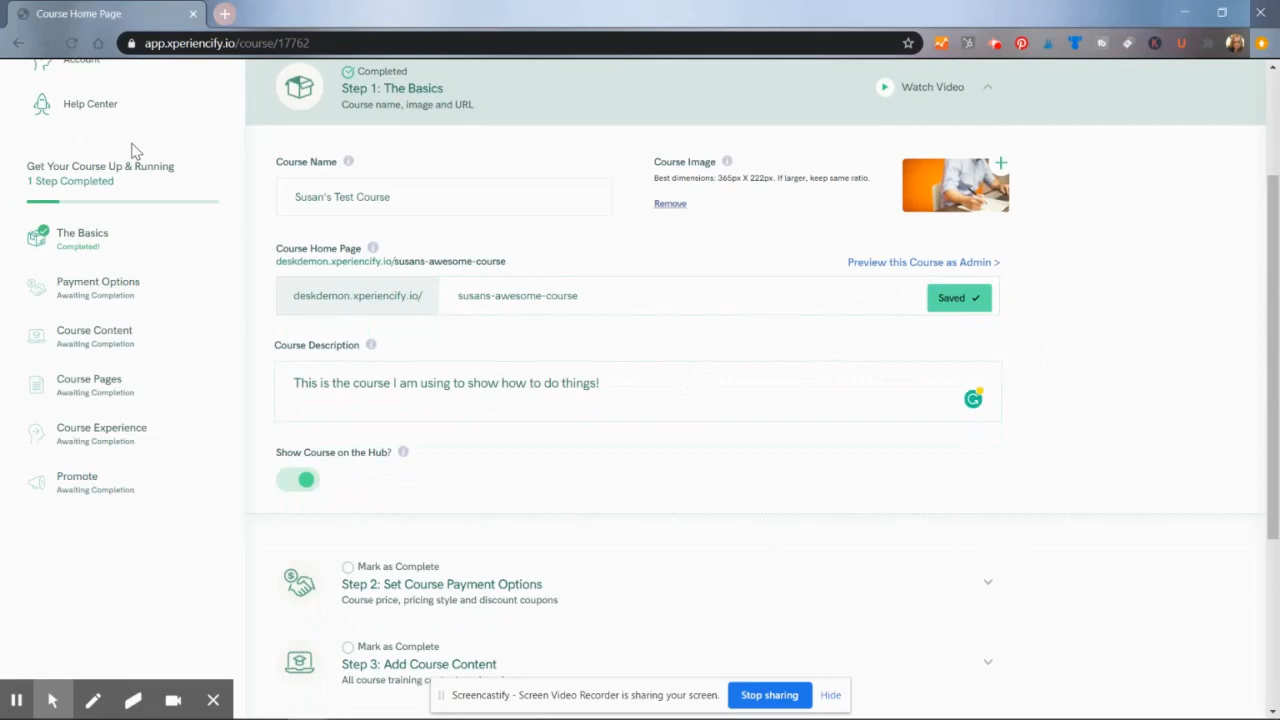 Course Home Page
app.xperiencify.io/course/17762
Account
Help Center
Get Your Course Up & Running
1 Step Completed
The Basics
Completed!
Payment Options
Awaiting Completion
Course Content
Awaiting Completion
Course Pages
Awaiting Completion
Course Experience
Awaiting Completion
Promote
Awaiting Completion
Completed
Step 1: The Basics
Course name, image and URL
Watch Video
Course Name
Susan's Test Course
Course Image
Best dimensions: 365px X 222px. If larger, keep same ratio.
Remove
Course Home Page
deskdemon.xperiencify.io/susans-awesome-course
Preview this Course as Admin >
deskdemon.xperiencify.io/
susans-awesome-course
Saved
Course Description
This is the course I am using to show how to do things!
Show Course on the Hub?
Mark as Complete
Step 2: Set Course Payment Options
Course price, pricing style and discount coupons
Mark as Complete
Step 3: Add Course Content
All course training
Screencastify - Screen Video Recorder is sharing your screen.
Stop sharing
Hide